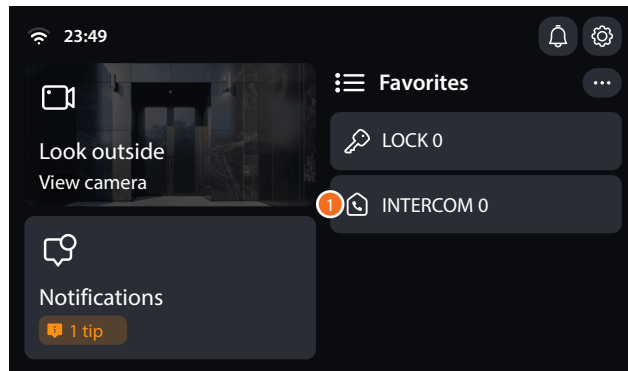 23:49
Look outside
View camera
Notifications
1 tip
Favorites
LOCK 0
1
INTERCOM 0